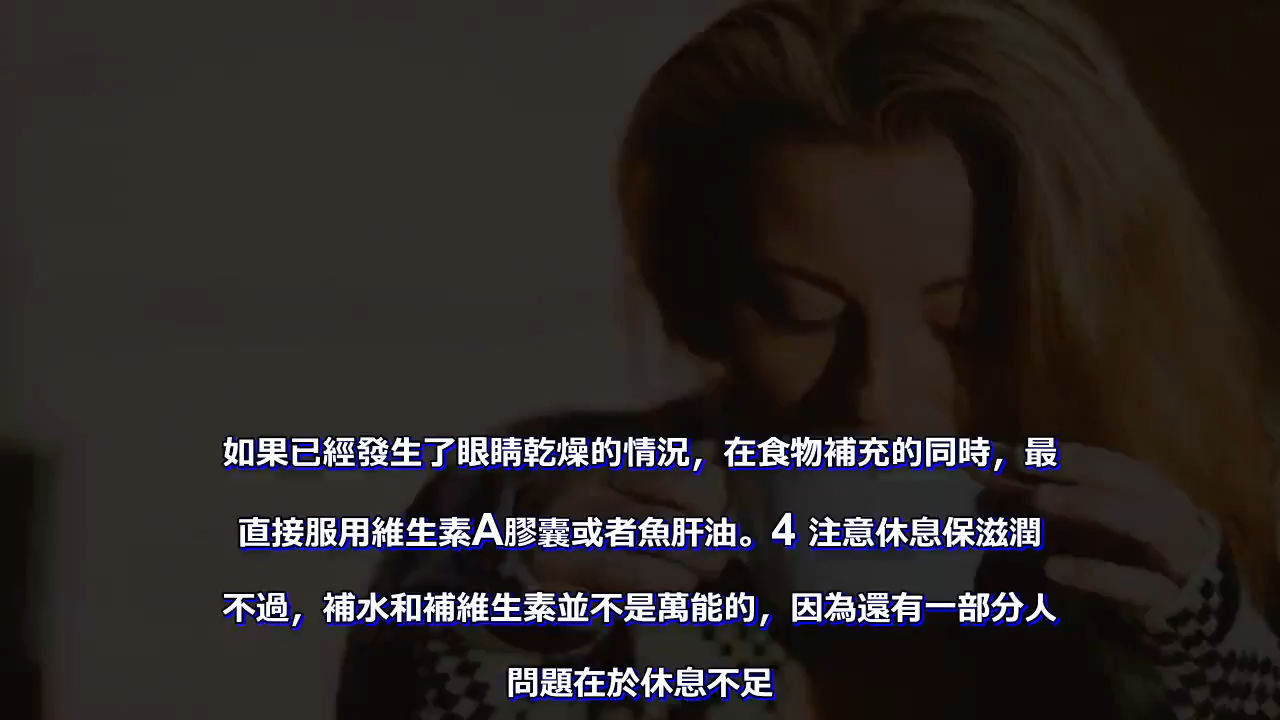 如果已經發生了眼睛乾燥的情況，在食物補充的同時，最
直接服用維生素A膠囊或者魚肝油。4 注意休息保滋潤
不過，補水和補維生素並不是萬能的，因為還有一部分人
問題在於休息不足